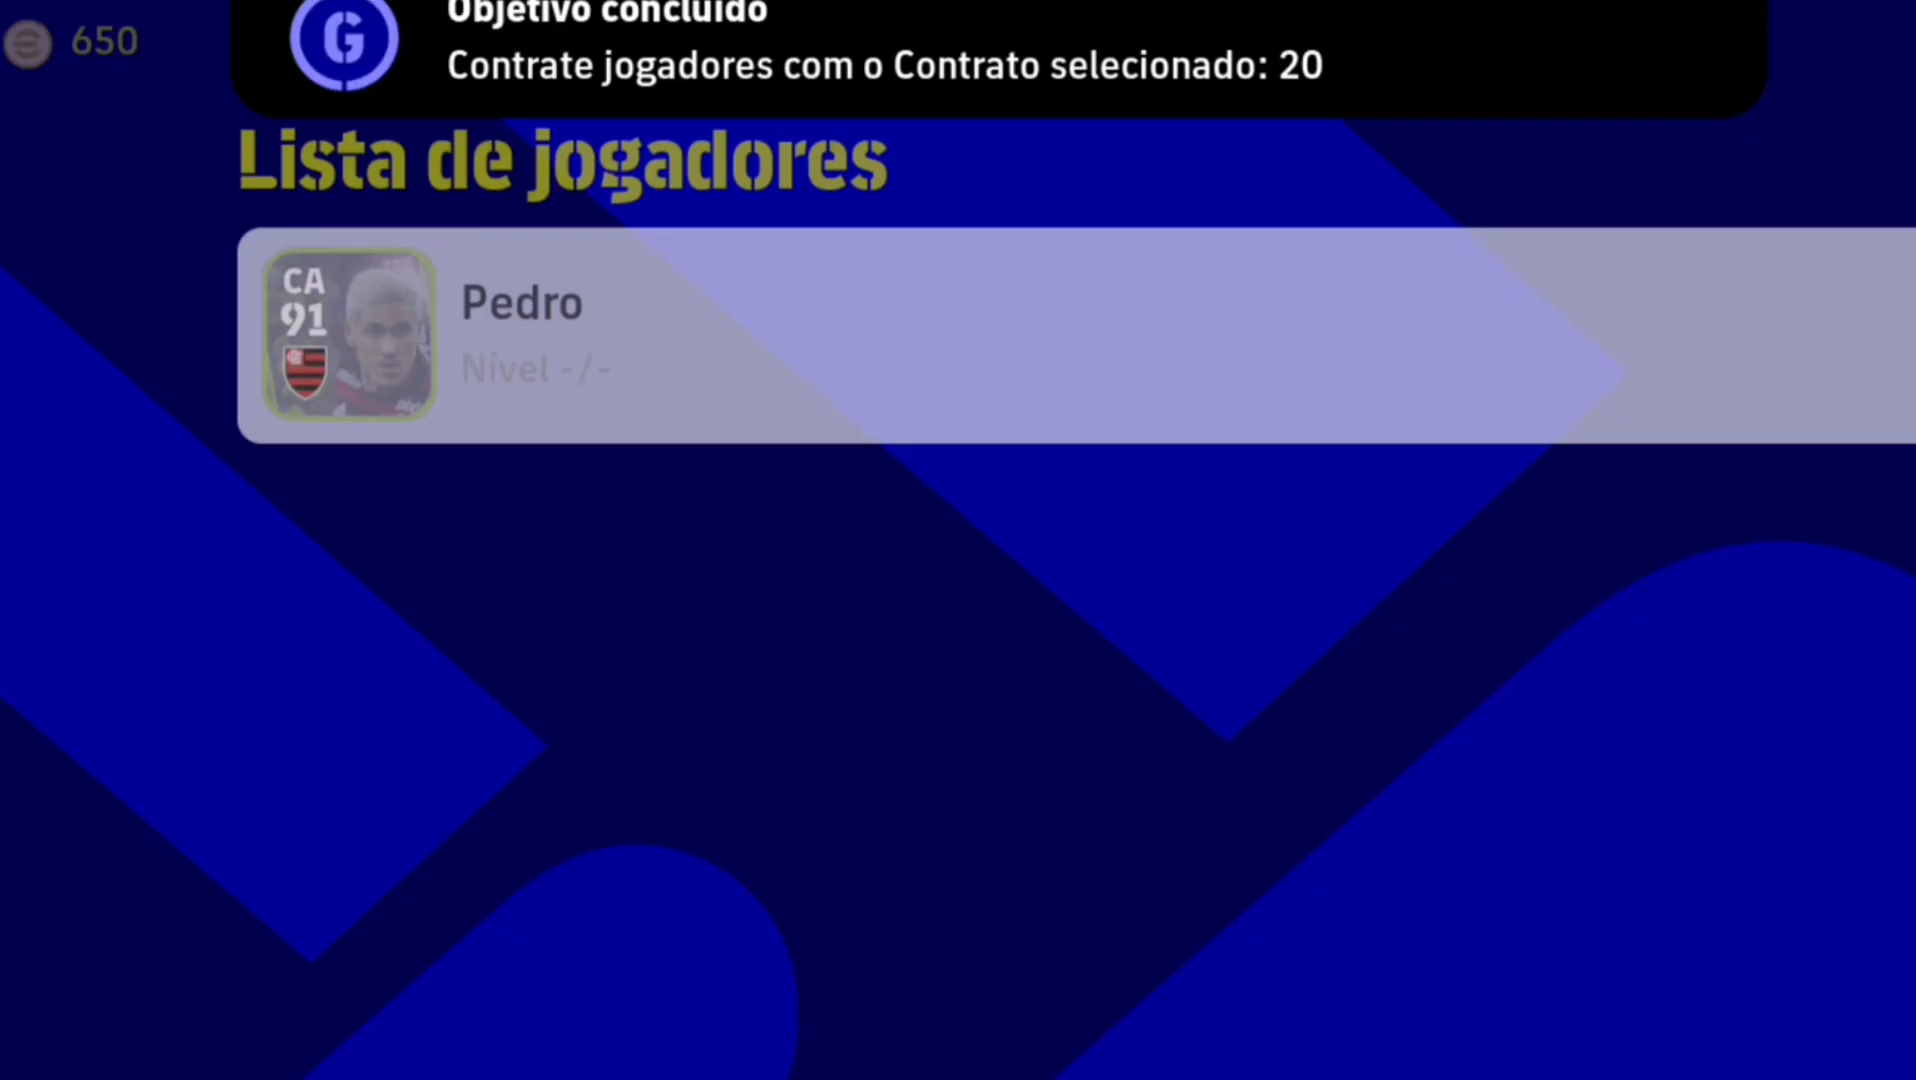 650
Objetivo concluído
Contrate jogadores com o Contrato selecionado: 20
Lista de jogadores
CA
91
Pedro
Nível -/-